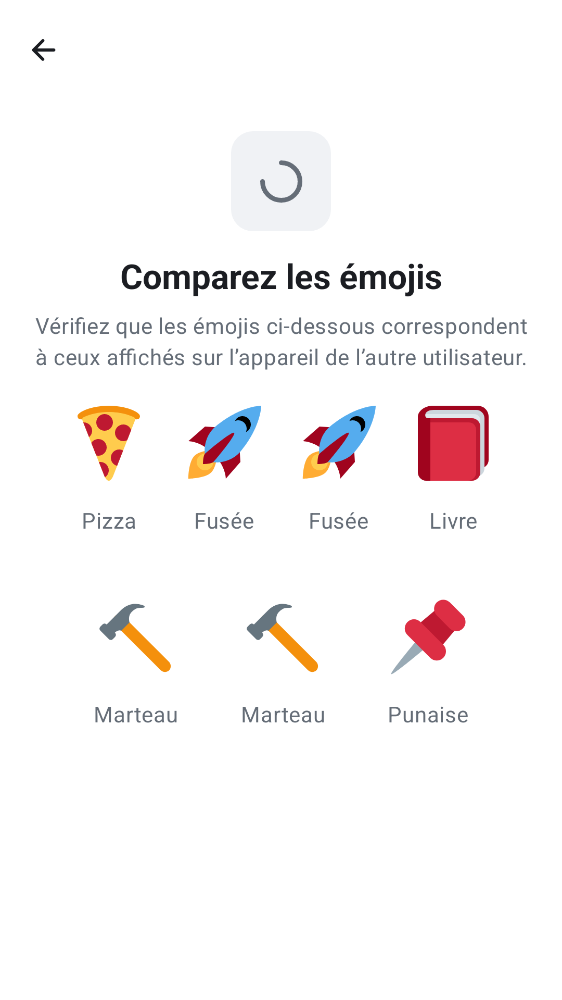 Comparez les émojis
Vérifiez que les émojis ci-dessous correspondent
à ceux affichés sur l’appareil de l’autre utilisateur.
Pizza Fusée Fusée Livre
Marteau Marteau Punaise